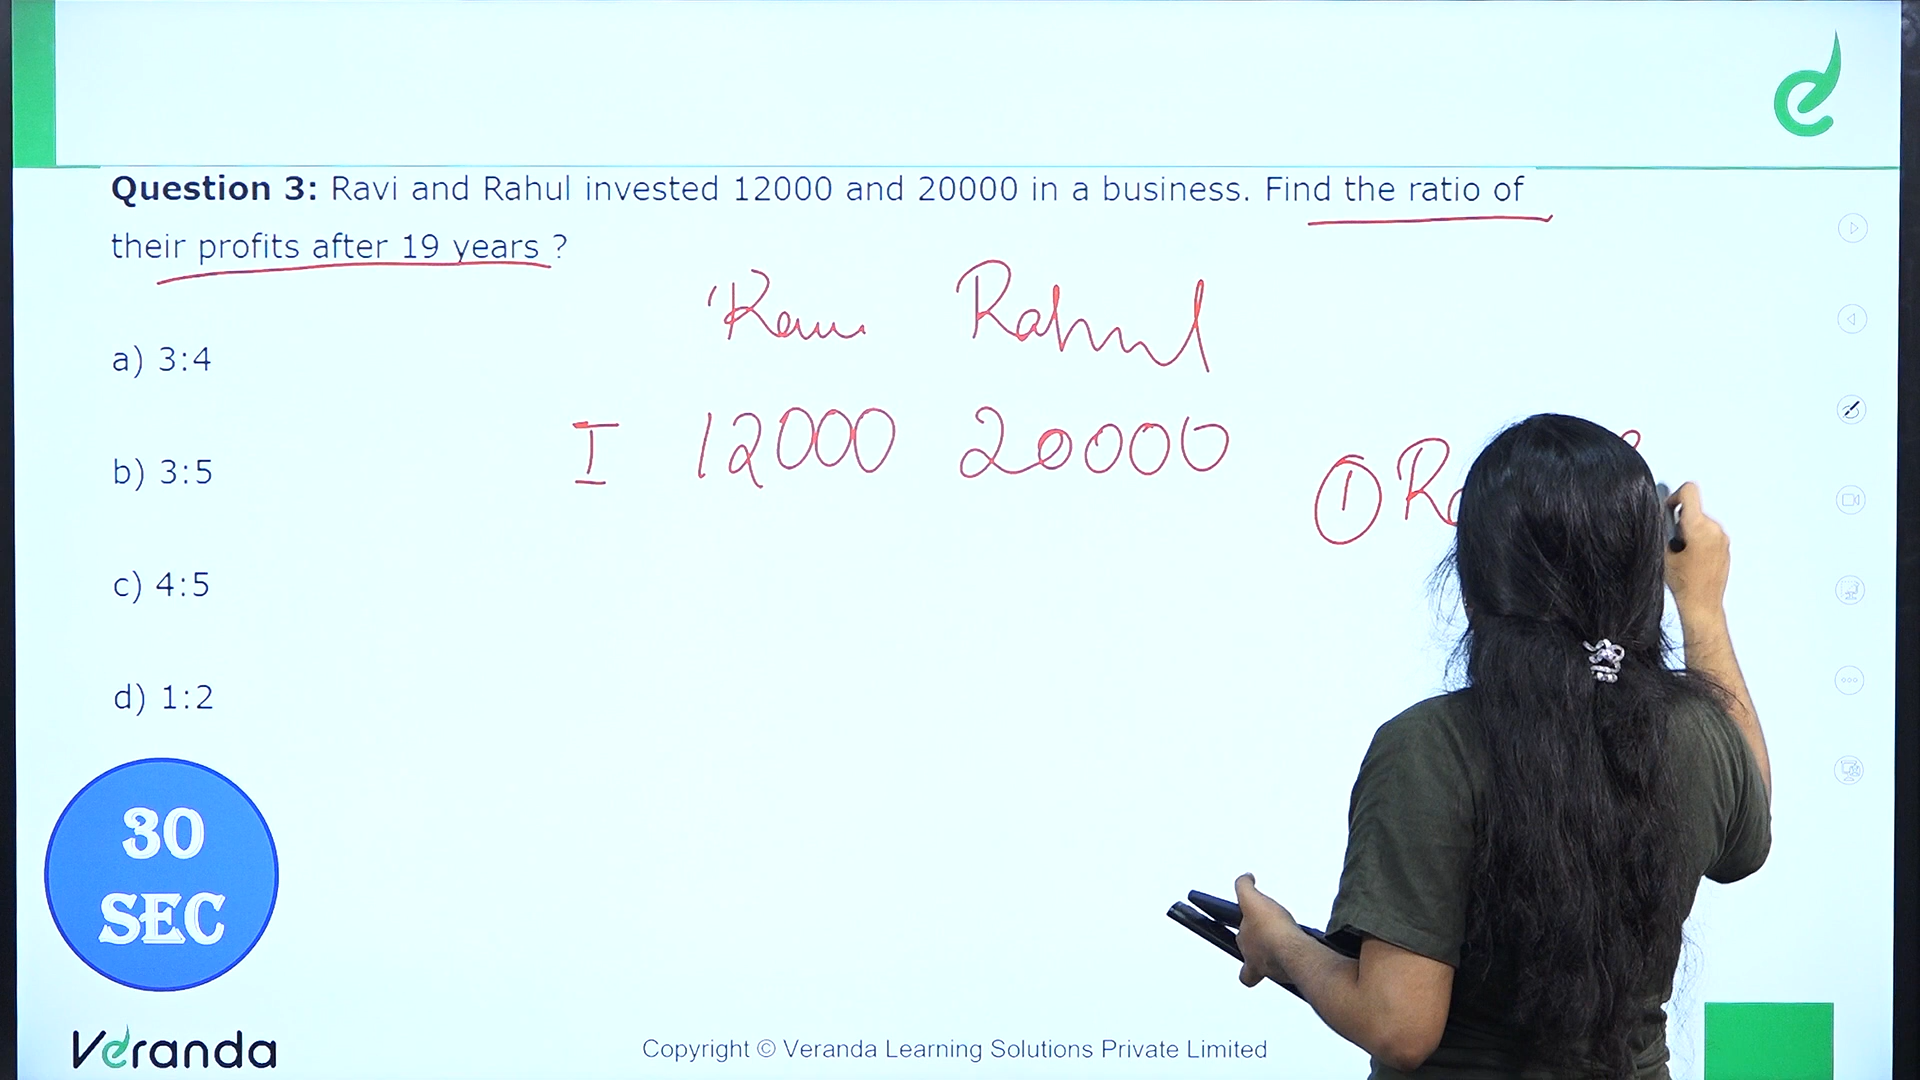 Question 3: Ravi and Rahul invested 12000 and 20000 in a business. Find the ratio of
their profits after 19 years ?
Ravi Rahul
a) 3:4
I 12000 20000
b) 3:5
①
c) 4:5
d) 1:2
30
SEC
Veranda
Copyright © Veranda Learning Solutions Private Limited